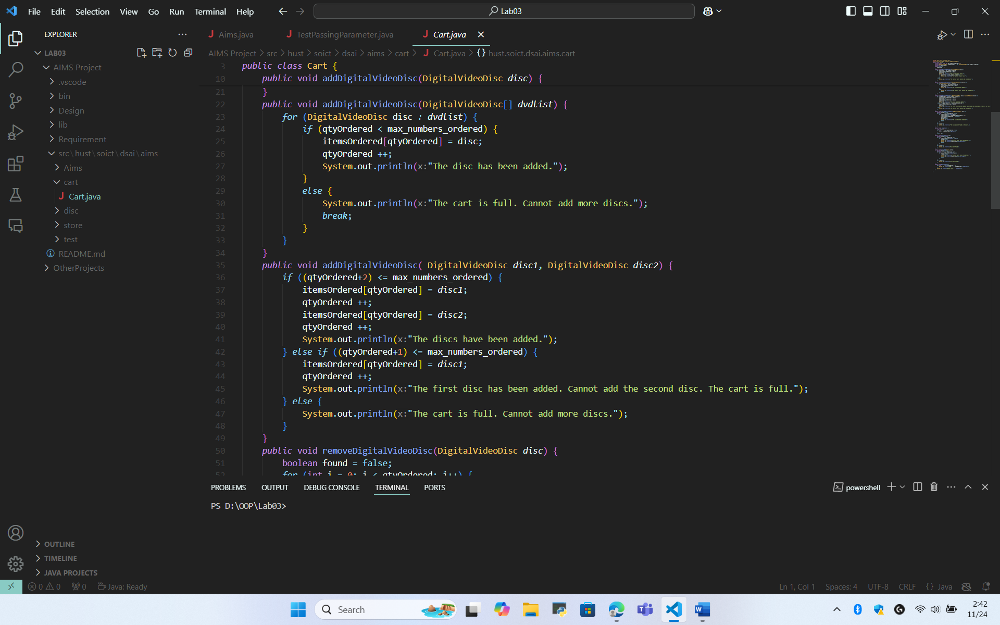 File Edit Selection View Go Run Terminal Help
Lab03
EXPLORER
LAB03
AIMS Project
.vscode
bin
Design
lib
Requirement
src\hust\soict\dsai\aims
Aims
cart
J Cart.java
disc
store
test
README.md
OtherProjects
OUTLINE
TIMELINE
JAVA PROJECTS
J Aims.java
J TestPassingParameter.java
J Cart.java
AIMS Project > src > hust > soict > dsai > aims > cart > J Cart.java > {} hust.soict.dsai.aims.cart
3 public class Cart {
10 public void addDigitalVideoDisc(DigitalVideoDisc disc) {
21 }
22 public void addDigitalVideoDisc(DigitalVideoDisc[] dvdlist) {
23 for (DigitalVideoDisc disc : dvdlist) {
24 if (qtyOrdered < max_numbers_ordered) {
25 itemsOrdered[qtyOrdered] = disc;
26 qtyOrdered ++;
27 System.out.println(x:"The disc has been added.");
28 }
29 else {
30 System.out.println(x:"The cart is full. Cannot add more discs.");
31 break;
32 }
33 }
34 }
35 public void addDigitalVideoDisc( DigitalVideoDisc disc1, DigitalVideoDisc disc2) {
36 if ((qtyOrdered+2) <= max_numbers_ordered) {
37 itemsOrdered[qtyOrdered] = disc1;
38 qtyOrdered ++;
39 itemsOrdered[qtyOrdered] = disc2;
40 qtyOrdered ++;
41 System.out.println(x:"The discs have been added.");
42 } else if ((qtyOrdered+1) <= max_numbers_ordered) {
43 itemsOrdered[qtyOrdered] = disc1;
44 qtyOrdered ++;
45 System.out.println(x:"The first disc has been added. Cannot add the second disc. The cart is full.");
46 } else {
47 System.out.println(x:"The cart is full. Cannot add more discs.");
48 }
49 }
50 public void removeDigitalVideoDisc(DigitalVideoDisc disc) {
51 boolean found = false;
52 for (int i = 0; i < qtyOrdered; i++) {
PROBLEMS OUTPUT DEBUG CONSOLE TERMINAL PORTS
powershell
PS D:\OOP\Lab03>
0 0 0 Java: Ready
Ln 1, Col 1 Spaces: 4 UTF-8 CRLF {} Java
Search
2:42
11/24